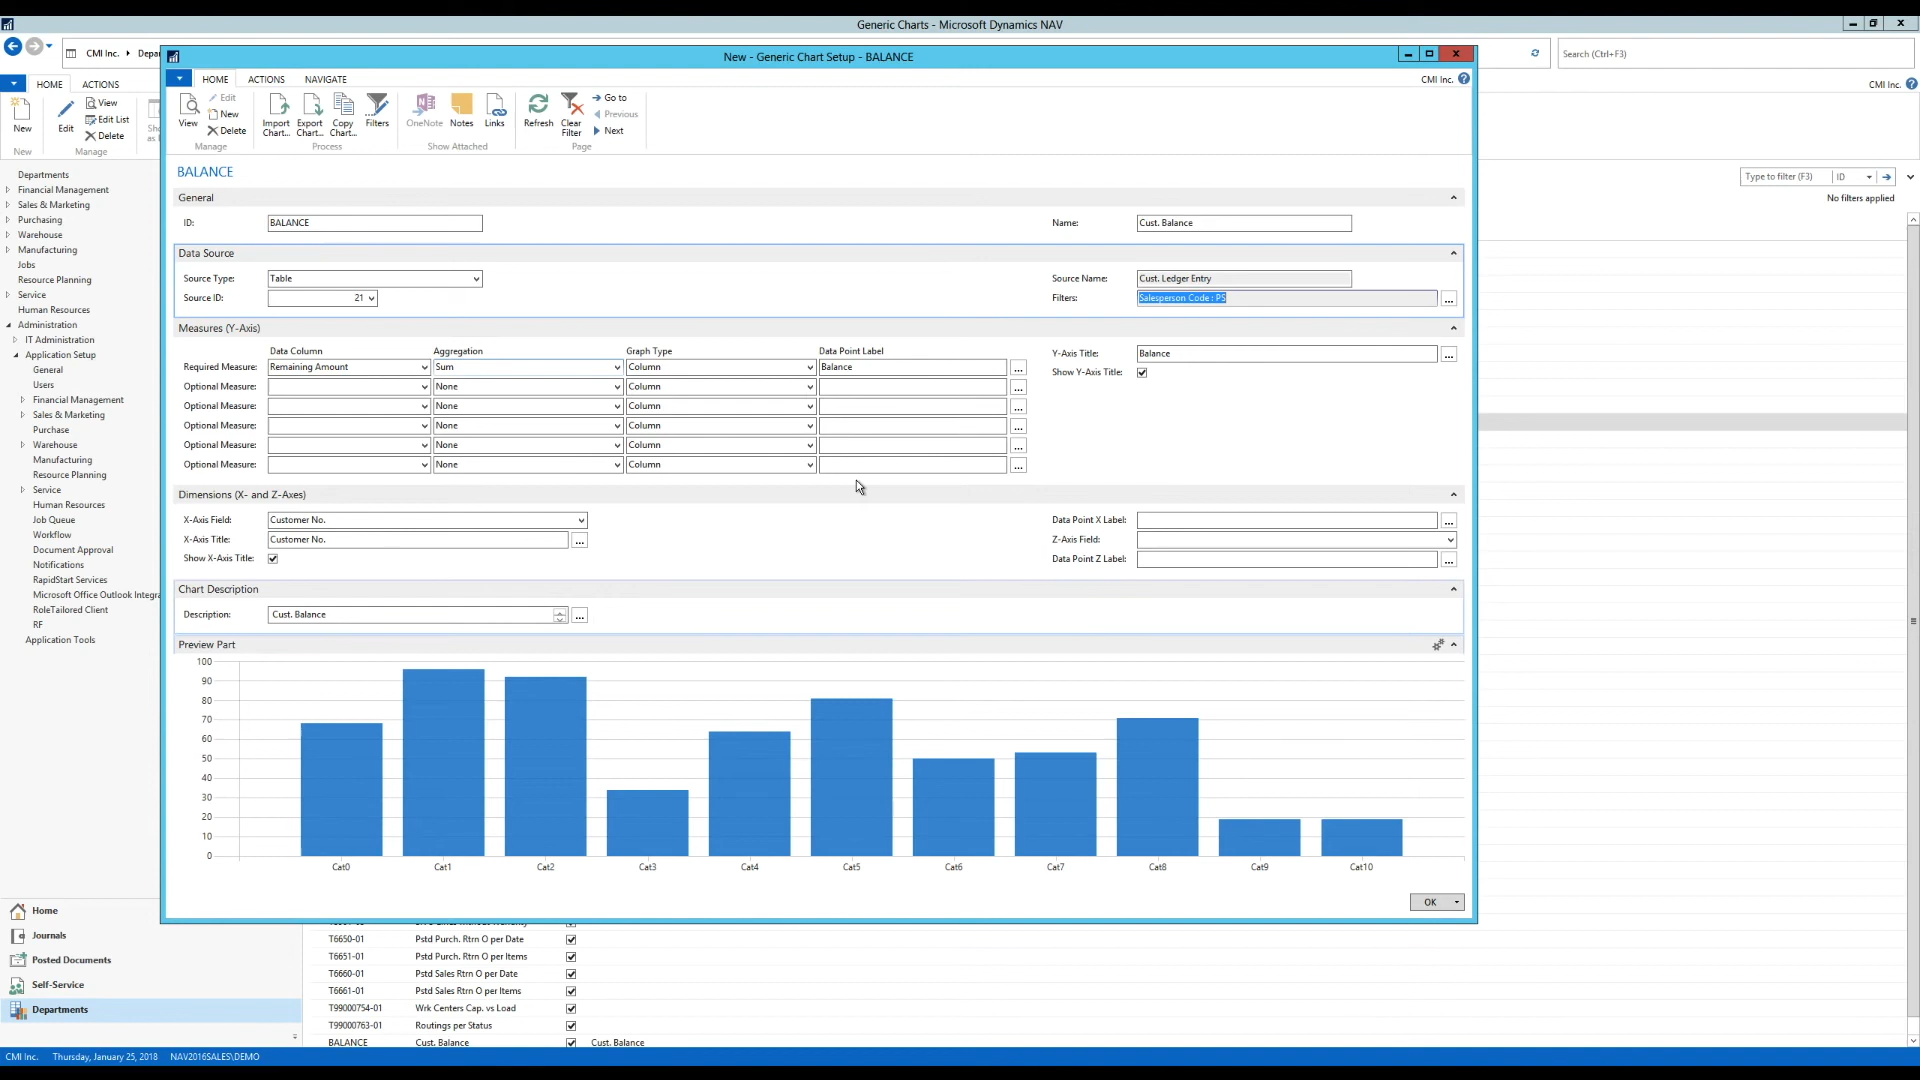 Generic Charts - Microsoft Dynamics NAV
CMI Inc. Depa
Search (Ctrl+F3)
New - Generic Chart Setup - BALANCE
HOME ACTIONS
HOME ACTIONS NAVIGATE
CMI Inc.
CMI Inc.
New
Edit
View
Edit List
Delete
New
Manage
View
Edit
New
Delete
Manage
Import Chart...
Export Chart...
Copy Chart...
Filters
Process
OneNote
Notes
Links
Show Attached
Refresh
Clear Filter
Go to
Previous
Next
Page
Type to filter (F3) ID
No filters applied
Departments
Financial Management
Sales & Marketing
Purchasing
Warehouse
Manufacturing
Jobs
Resource Planning
Service
Human Resources
Administration
IT Administration
Application Setup
General
Users
Financial Management
Sales & Marketing
Purchase
Warehouse
Manufacturing
Resource Planning
Service
Human Resources
Job Queue
Workflow
Document Approval
Notifications
RapidStart Services
Microsoft Office Outlook Integra
RoleTailored Client
RF
Application Tools
BALANCE
General
ID: BALANCE
Name: Cust. Balance
Data Source
Source Type: Table
Source Name: Cust. Ledger Entry
Source ID: 21
Filters: Salesperson Code : PS
Measures (Y-Axis)
Data Column Aggregation Graph Type Data Point Label
Required Measure: Remaining Amount Sum Column Balance
Optional Measure: None Column
Optional Measure: None Column
Optional Measure: None Column
Optional Measure: None Column
Optional Measure: None Column
Y-Axis Title: Balance
Show Y-Axis Title:
Dimensions (X- and Z-Axes)
X-Axis Field: Customer No.
X-Axis Title: Customer No.
Show X-Axis Title:
Data Point X Label:
Z-Axis Field:
Data Point Z Label:
Chart Description
Description: Cust. Balance
Preview Part
100
90
80
70
60
50
40
30
20
10
0
Cat0 Cat1 Cat2 Cat3 Cat4 Cat5 Cat6 Cat7 Cat8 Cat9 Cat10
OK
Home
Journals
Posted Documents
Self-Service
Departments
T6650-01 Pstd Purch. Rtrn O per Date
T6651-01 Pstd Purch. Rtrn O per Items
T6660-01 Pstd Sales Rtrn O per Date
T6661-01 Pstd Sales Rtrn O per Items
T99000754-01 Wrk Centers Cap. vs Load
T99000763-01 Routings per Status
BALANCE Cust. Balance Cust. Balance
CMI Inc. Thursday, January 25, 2018 NAV2016SALES\DEMO